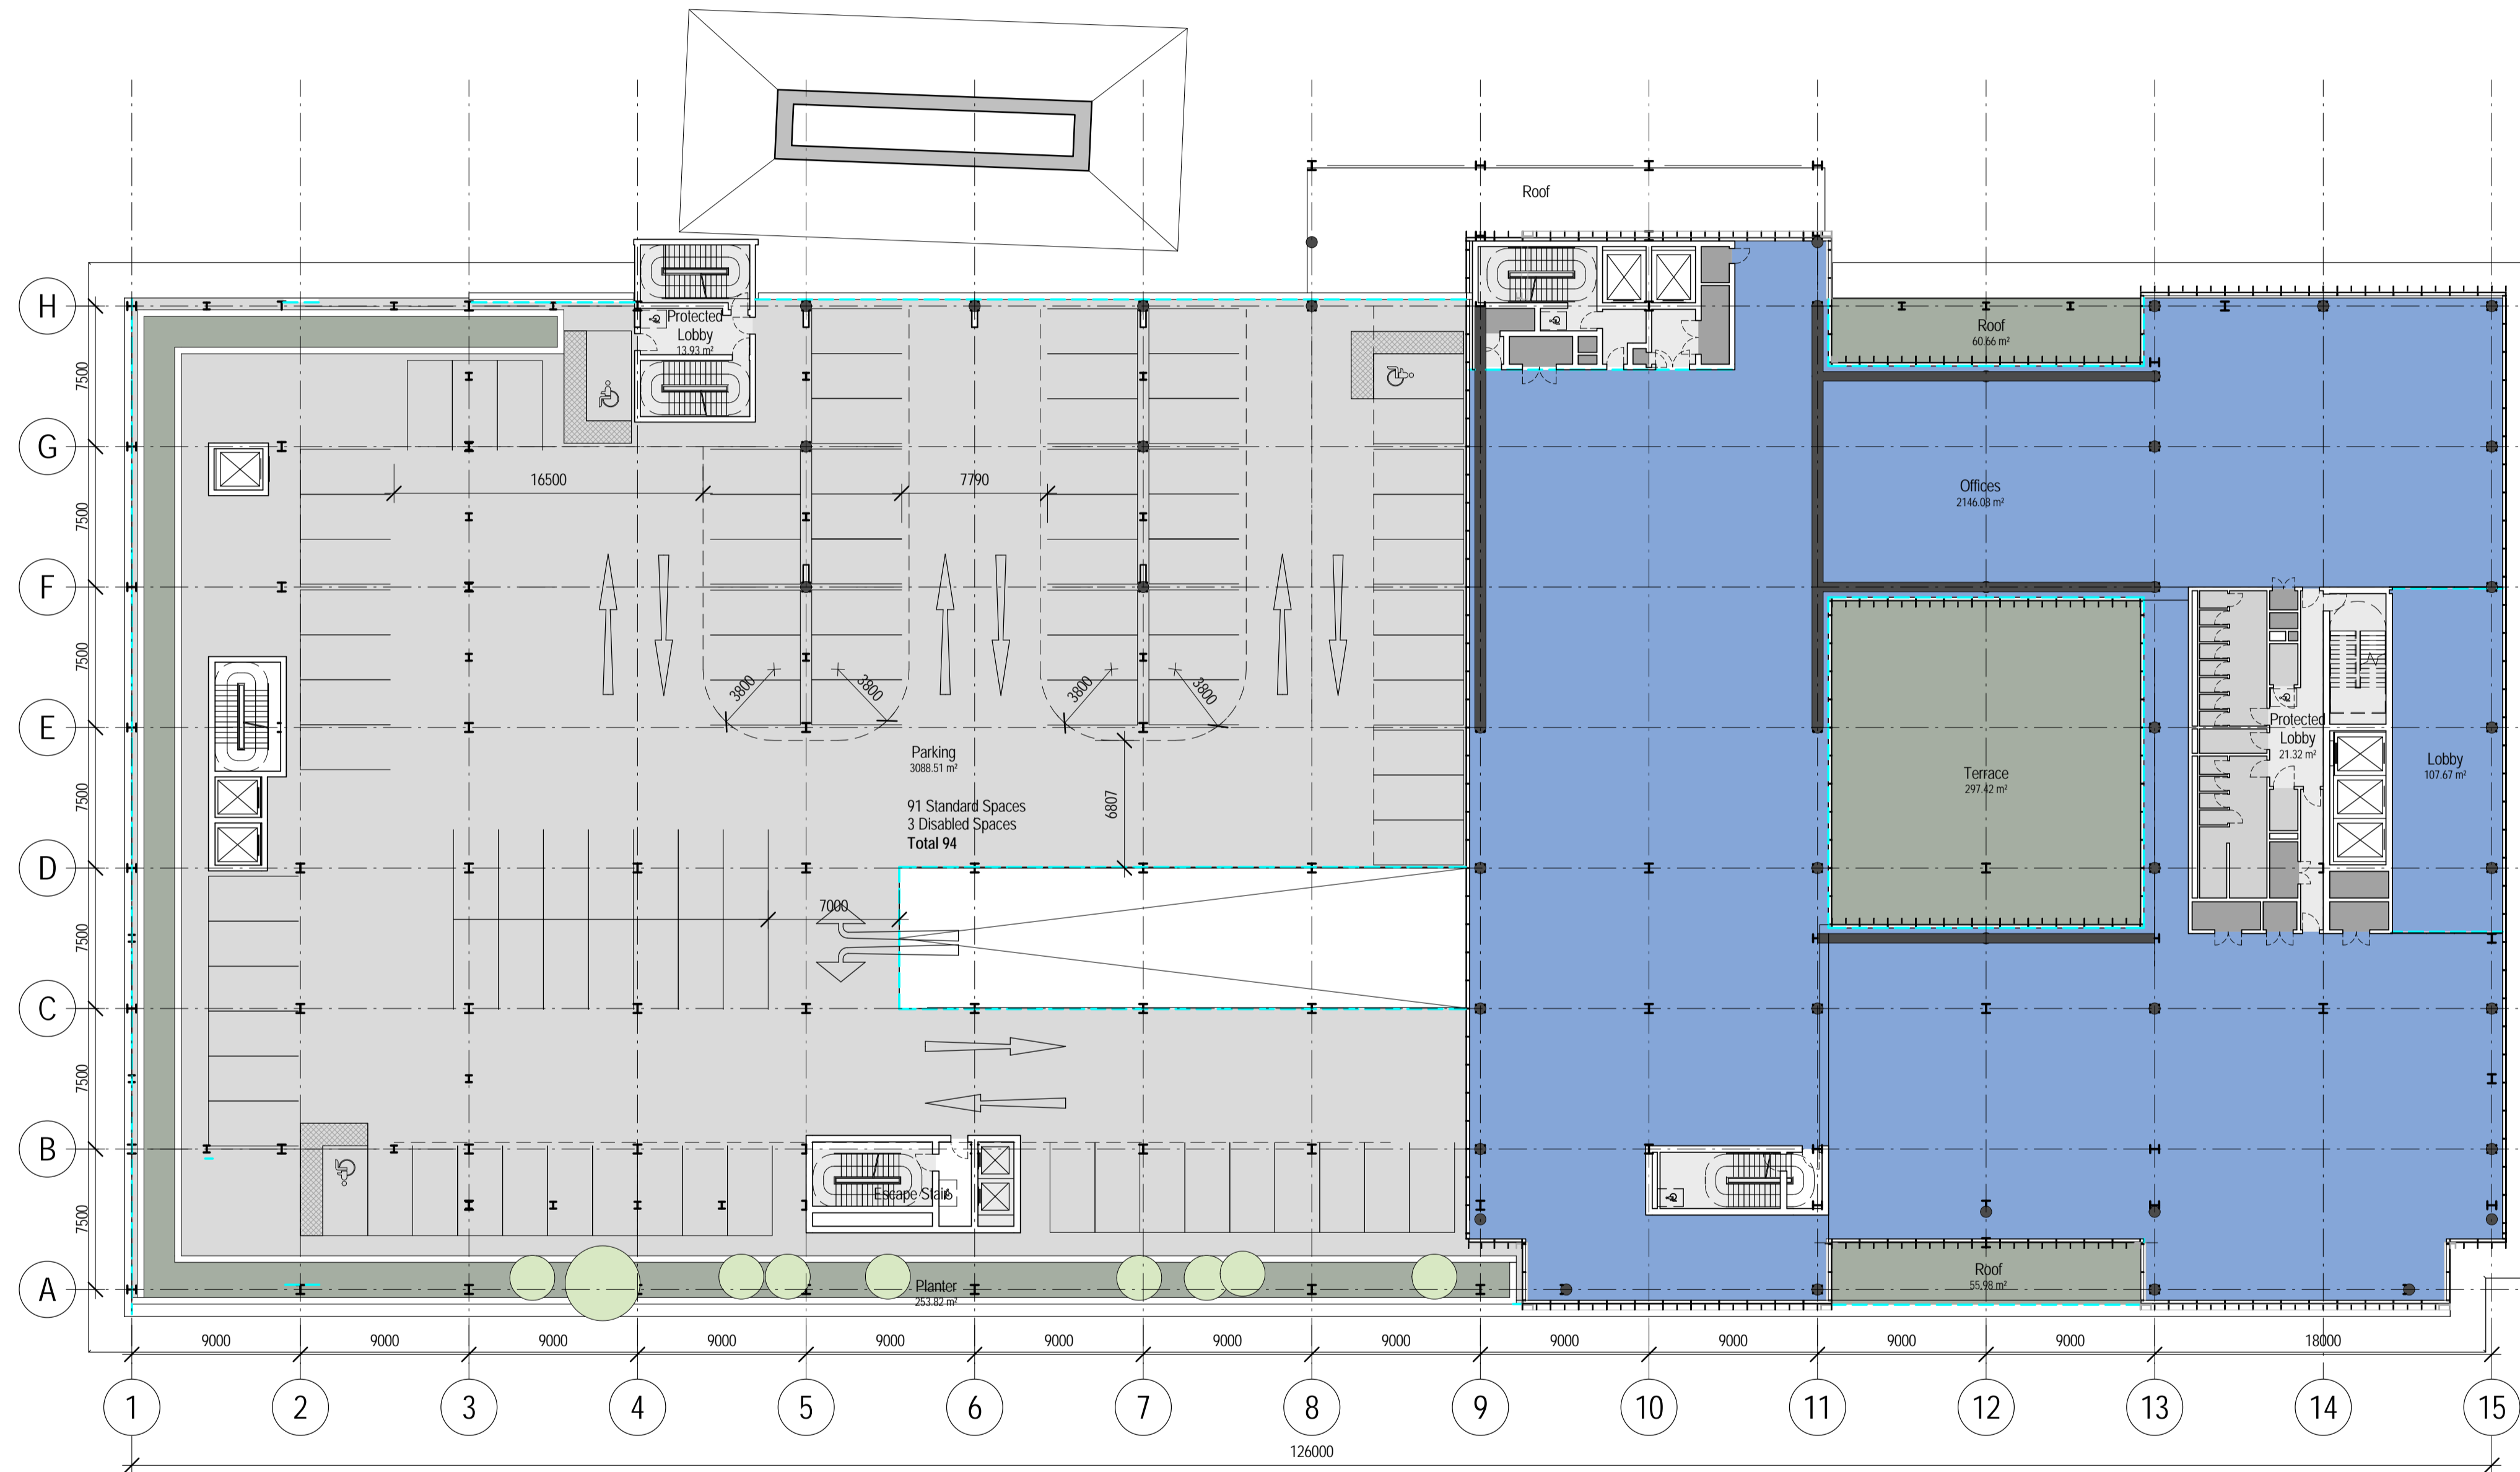 Roof
H
Protected
Lobby
13.93 m²
Roof
60.66 m²
7500
G
16500
7790
Offices
2146.03 m²
7500
F
7500
3800
3800
3800
3800
E
Protected
Lobby
21.32 m²
Parking
3088.51 m²
Lobby
107.67 m²
Terrace
297.42 m²
7500
6807
91 Standard Spaces
3 Disabled Spaces
Total 94
D
7000
7500
C
7500
B
Escape Stair
7500
A
Planter
253.82 m²
Roof
55.98 m²
9000 9000 9000 9000 9000 9000 9000 9000 9000 9000 9000 9000 18000
1 2 3 4 5 6 7 8 9 10 11 12 13 14 15
126000